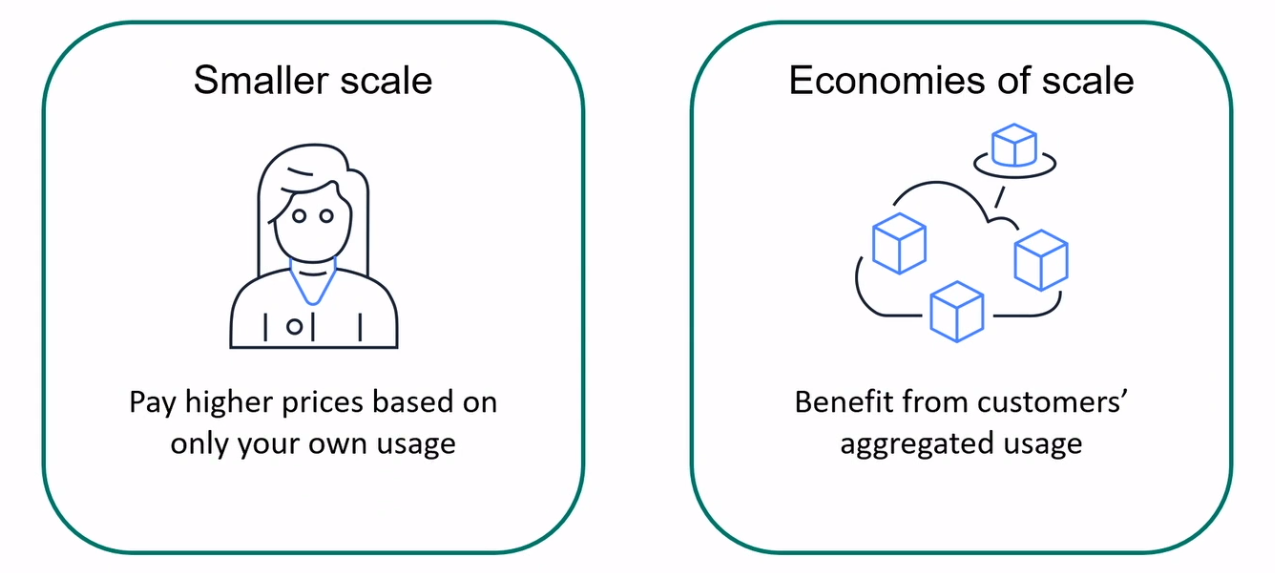 Smaller scale
Pay higher prices based on
only your own usage
Economies of scale
Benefit from customers’
aggregated usage